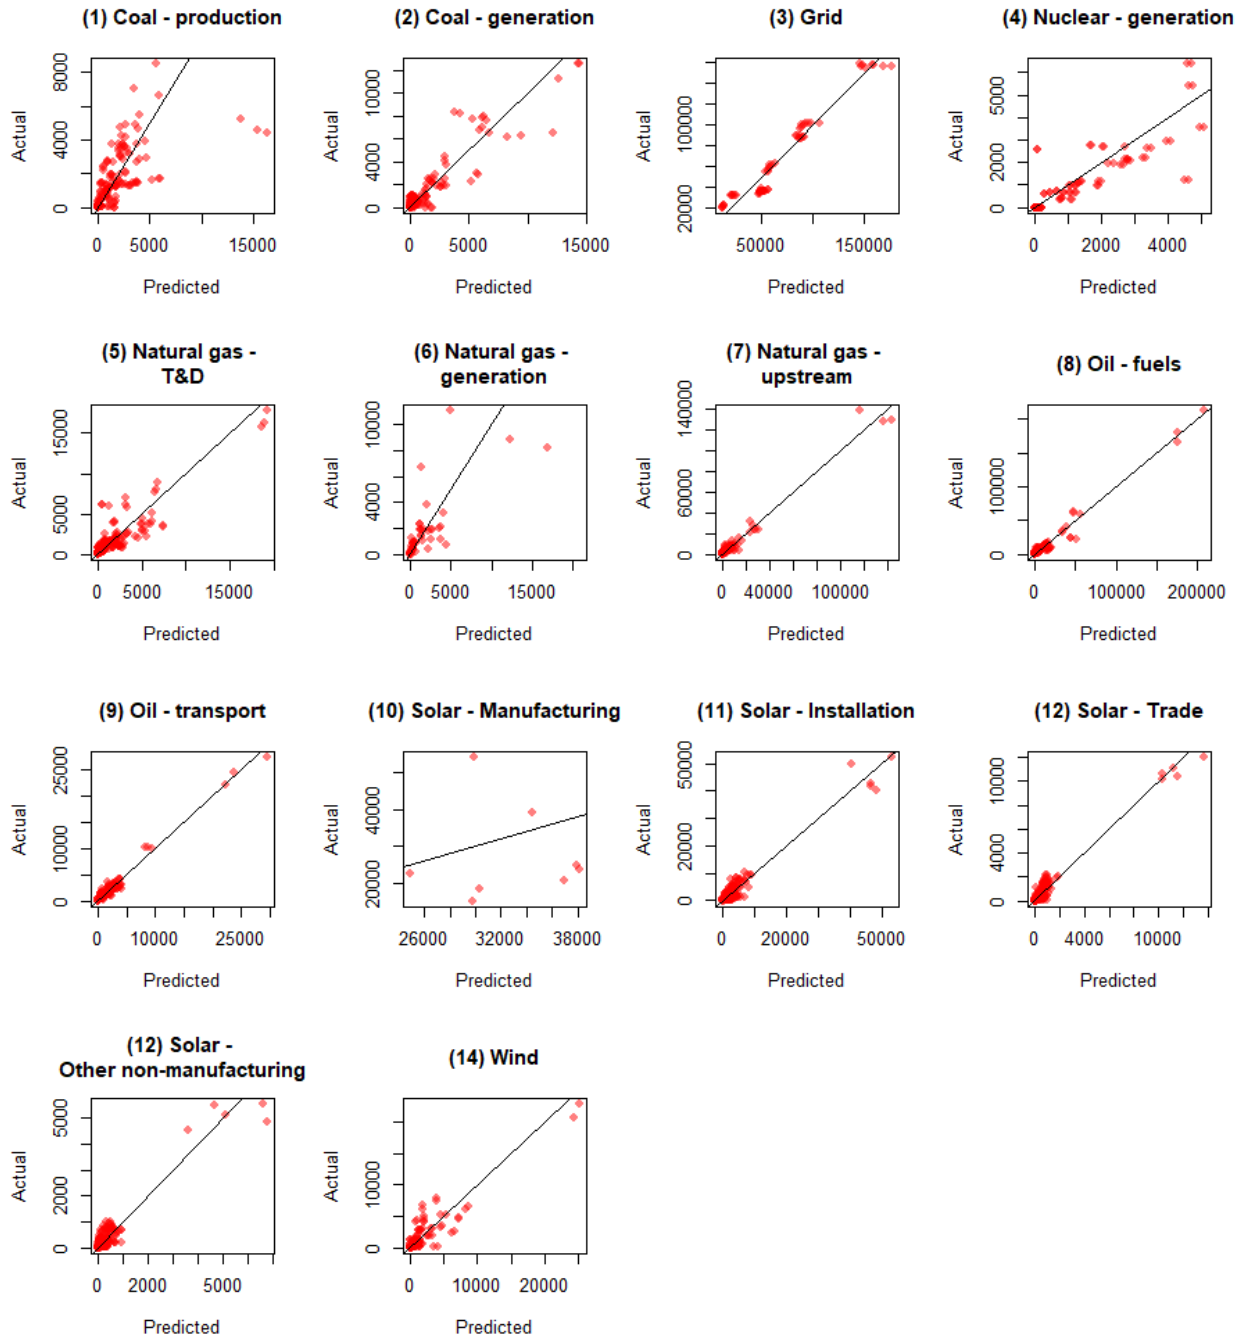 (1) Coal - production
(2) Coal - generation
(3) Grid
(4) Nuclear - generation
Actual
0 4000 8000
0 5000 15000
Predicted
Actual
0 4000 10000
0 5000 15000
Predicted
Actual
20000 100000
50000 150000
Predicted
Actual
0 2000 5000
0 2000 4000
Predicted
(5) Natural gas -
T&D
(6) Natural gas -
generation
(7) Natural gas -
upstream
(8) Oil - fuels
Actual
0 5000 15000
0 5000 15000
Predicted
Actual
0 4000 10000
0 5000 15000
Predicted
Actual
0 60000 140000
0 40000 100000
Predicted
Actual
0 100000
0 100000 200000
Predicted
(9) Oil - transport
(10) Solar - Manufacturing
(11) Solar - Installation
(12) Solar - Trade
Actual
0 10000 25000
0 10000 25000
Predicted
Actual
20000 40000
26000 32000 38000
Predicted
Actual
0 20000 50000
0 20000 50000
Predicted
Actual
0 4000 10000
0 4000 10000
Predicted
(12) Solar -
Other non-manufacturing
(14) Wind
Actual
0 2000 5000
0 2000 5000
Predicted
Actual
0 10000
0 10000 20000
Predicted